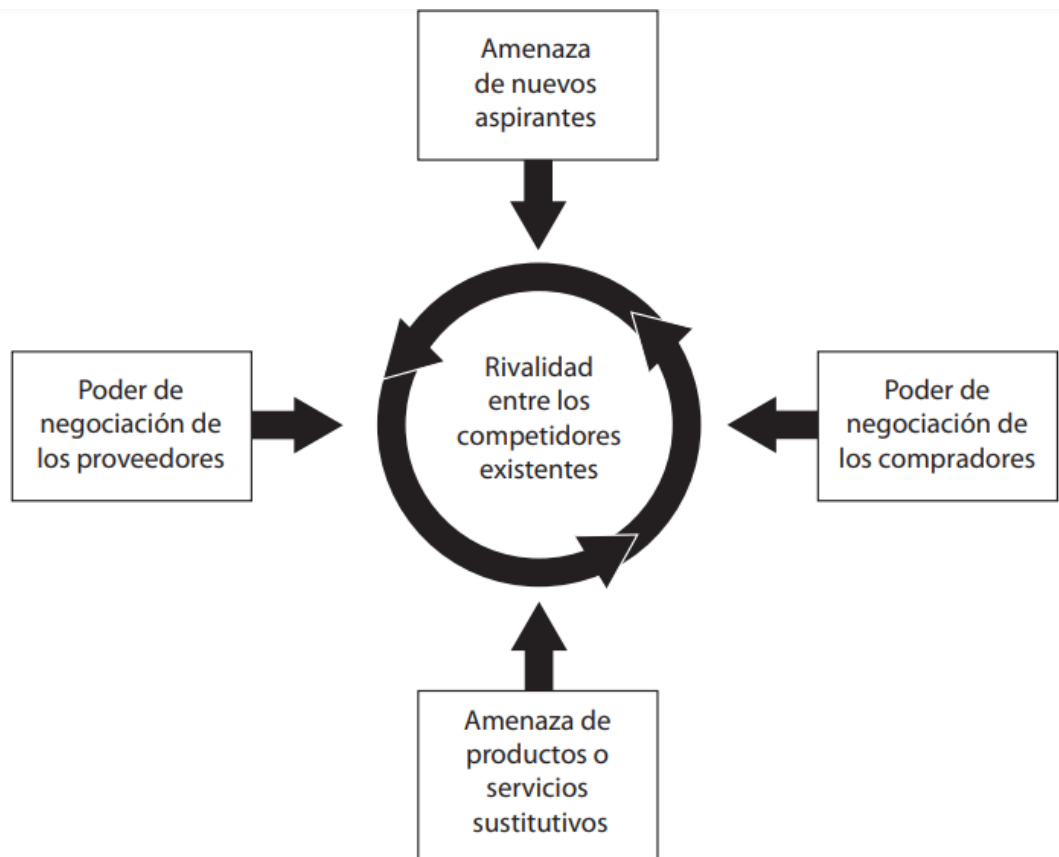 Amenaza
de nuevos
aspirantes
Poder de
negociación de
los proveedores
Rivalidad
entre los
competidores
existentes
Poder de
negociación de
los compradores
Amenaza de
productos o
servicios
sustitutivos